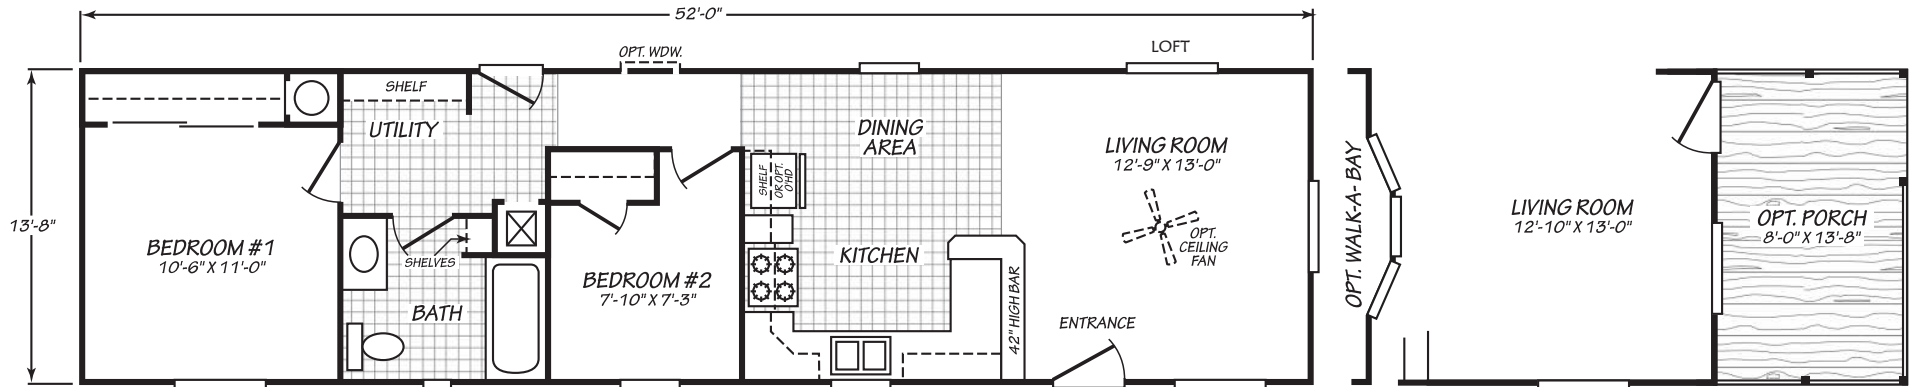 52'-0"
OPT. WDW.
LOFT
SHELF
UTILITY
DINING
AREA
LIVING ROOM
12'-9" X 13'-0"
SHELF
OR OPT.
O'HD
13'-8"
BEDROOM #1
10'-6" X 11'-0"
SHELVES
BATH
BEDROOM #2
7'-10" X 7'-3"
KITCHEN
42" HIGH BAR
OPT.
CEILING
FAN
ENTRANCE
OPT. WALK-A-BAY
LIVING ROOM
12'-10" X 13'-0"
OPT. PORCH
8'-0" X 13'-8"